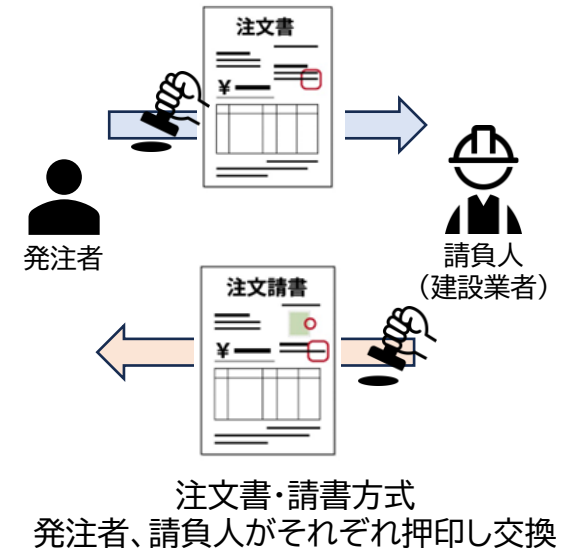 注文書
¥
発注者
請負人
（建設業者）
注文請書
¥
注文書・請書方式
発注者、請負人がそれぞれ押印し交換